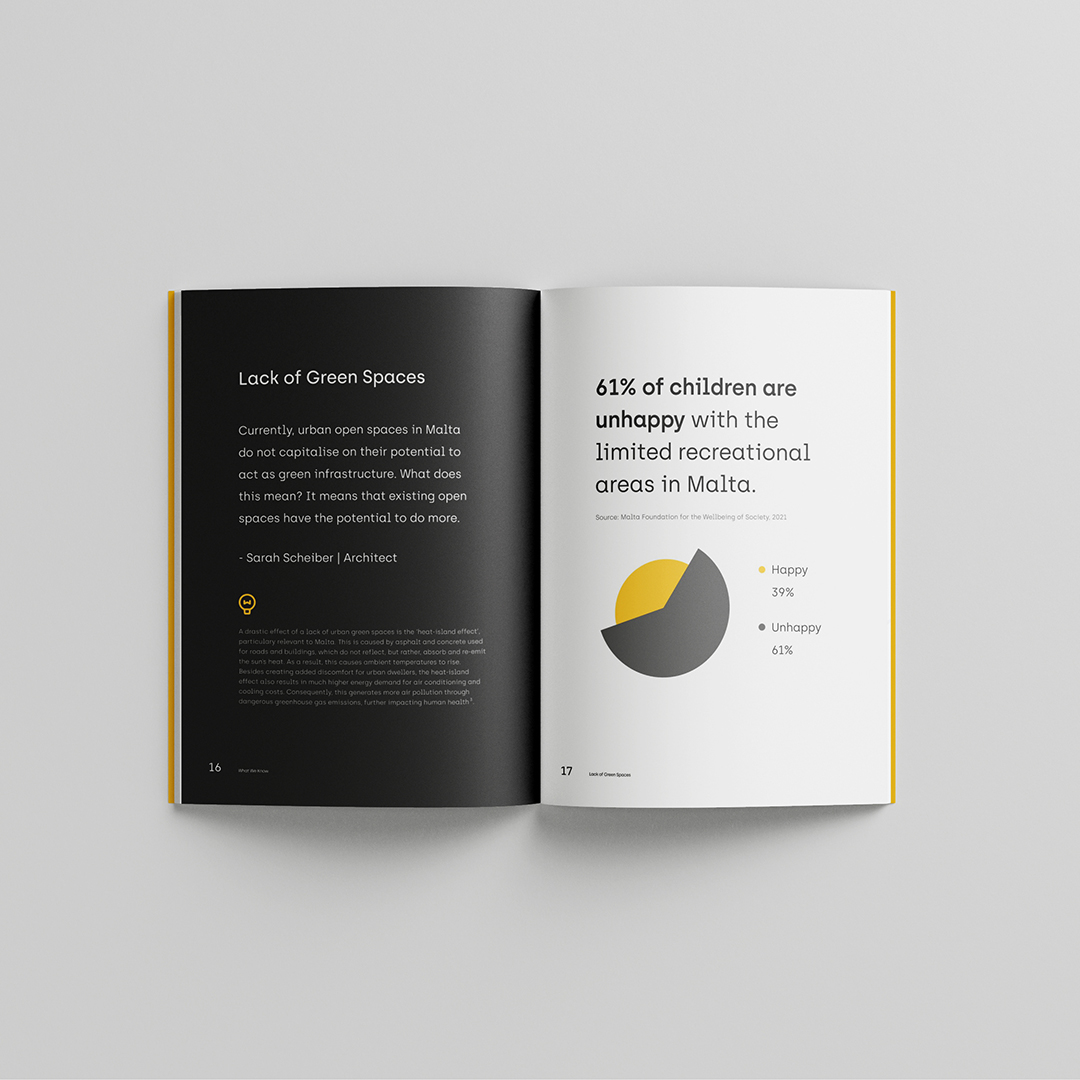 Lack of Green Spaces
Currently, urban open spaces in Malta
do not capitalise on their potential to
act as green infrastructure. What does
this mean? It means that existing open
spaces have the potential to do more.
- Sarah Scheiber | Architect
A drastic effect of a lack of urban green spaces is the 'heat-island effect',
particulary relevant to Malta. This is caused by asphalt and concrete used
for roads and buildings, which do not reflect, but rather, absorb and re-emit
the sun's heat. As a result, this causes ambient temperatures to rise.
Besides creating added discomfort for urban dwellers, the heat-island
effect also results in much higher energy demand for air conditioning and
cooling costs. Consequently, this generates more air pollution through
dangerous greenhouse gas emissions, further impacting human health³.
16 What We Know
61% of children are
unhappy with the
limited recreational
areas in Malta.
Source: Malta Foundation for the Wellbeing of Society, 2021
Happy
39%
Unhappy
61%
17 Lack of Green Spaces